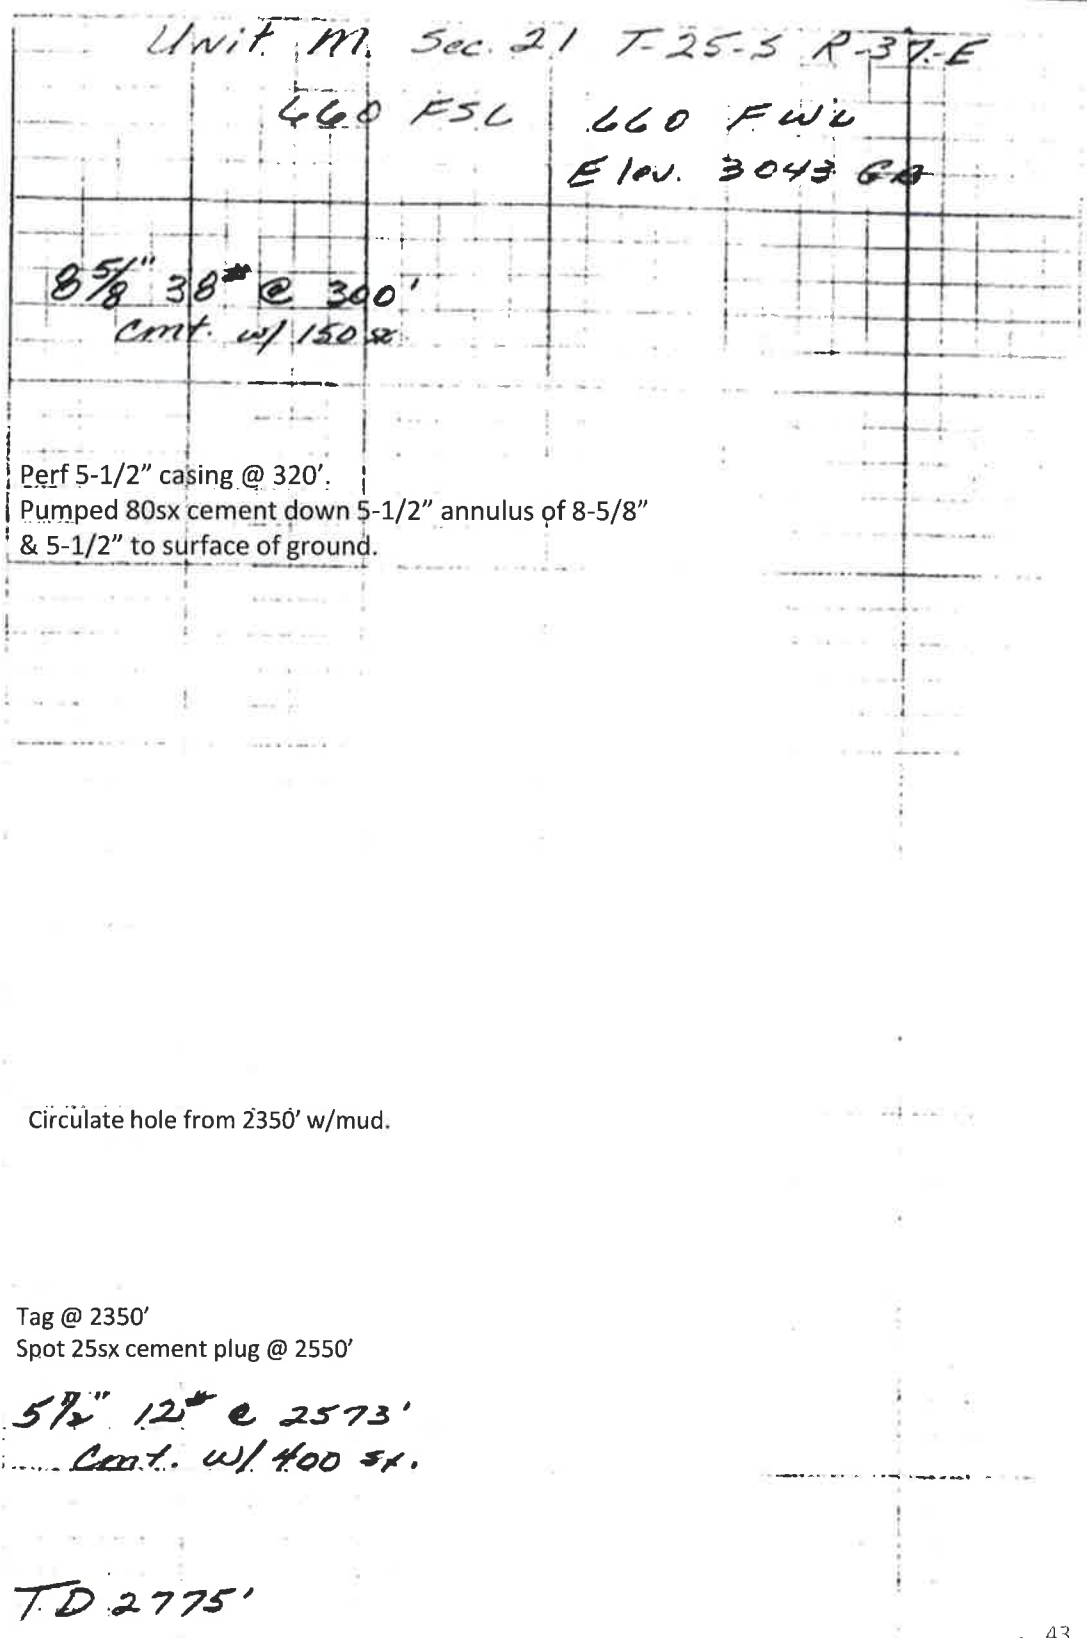 Unit M. Sec. 21 T-25-S R-37-E
660 FSL 660 FWL
Elev. 3043 GR
8 5/8" 38# @ 300'
Cmt. w/ 150 sx
Perf 5-1/2” casing @ 320’.
Pumped 80sx cement down 5-1/2” annulus of 8-5/8”
& 5-1/2” to surface of ground.
Circulate hole from 2350’ w/mud.
Tag @ 2350’
Spot 25sx cement plug @ 2550’
5 1/2" 12# @ 2573'
Cmt. w/ 400 sx.
TD 2775'
43